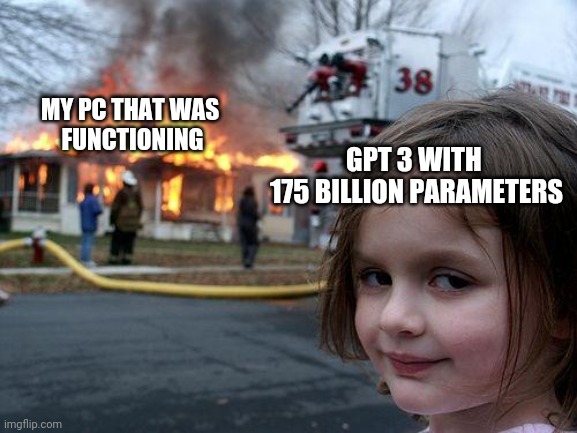 MY PC THAT WAS
FUNCTIONING
38
GPT 3 WITH
175 BILLION PARAMETERS
imgflip.com